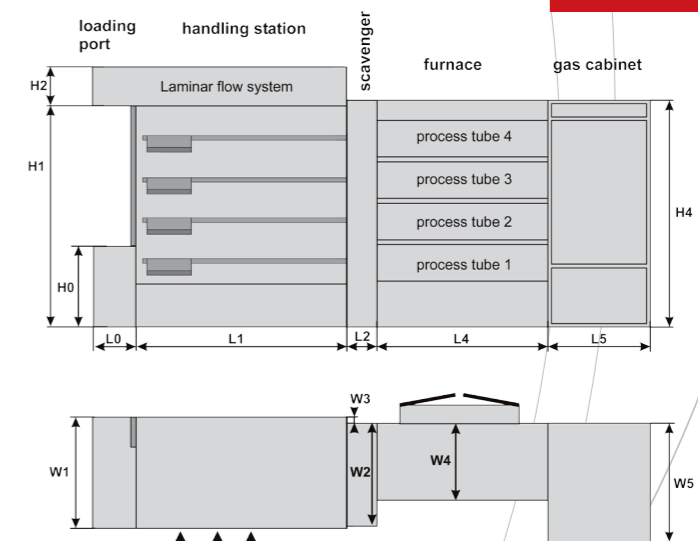 loading
port
handling station
scavenger
furnace
gas cabinet
H2
Laminar flow system
H1
process tube 4
process tube 3
H4
process tube 2
process tube 1
H0
L0
L1
L2
L4
L5
W3
W1
W2
W4
W5